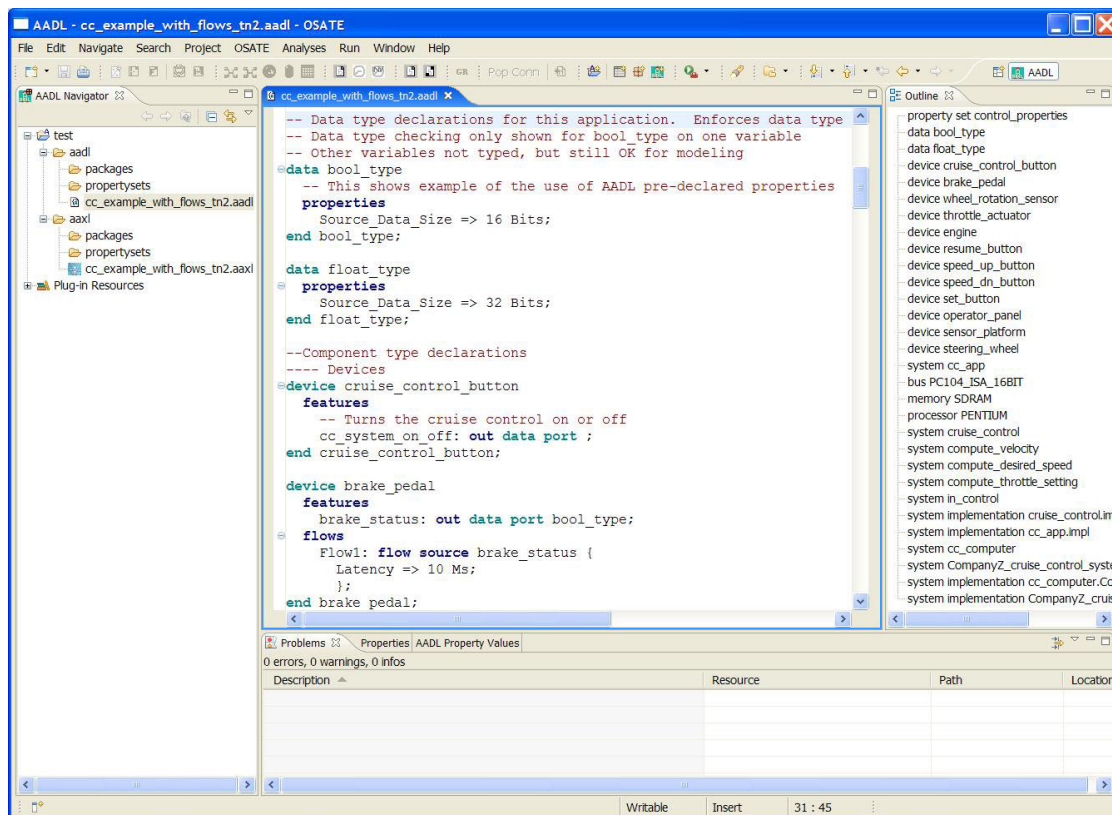 AADL - cc_example_with_flows_tn2.aadl - OSATE
File Edit Navigate Search Project OSATE Analyses Run Window Help
Pop Conn
AADL
AADL Navigator
test
aadl
packages
propertysets
cc_example_with_flows_tn2.aadl
aaxl
packages
propertysets
cc_example_with_flows_tn2.aaxl
Plug-in Resources
cc_example_with_flows_tn2.aadl
-- Data type declarations for this application.  Enforces data type
-- Data type checking only shown for bool_type on one variable
-- Other variables not typed, but still OK for modeling
data bool_type
-- This shows example of the use of AADL pre-declared properties
properties
Source_Data_Size => 16 Bits;
end bool_type;
data float_type
properties
Source_Data_Size => 32 Bits;
end float_type;
--Component type declarations
---- Devices
device cruise_control_button
features
-- Turns the cruise control on or off
cc_system_on_off: out data port ;
end cruise_control_button;
device brake_pedal
features
brake_status: out data port bool_type;
flows
Flow1: flow source brake_status {
Latency => 10 Ms;
};
end brake_pedal;
Outline
property set control_properties
data bool_type
data float_type
device cruise_control_button
device brake_pedal
device wheel_rotation_sensor
device throttle_actuator
device engine
device resume_button
device speed_up_button
device speed_dn_button
device set_button
device operator_panel
device sensor_platform
device steering_wheel
system cc_app
bus PC104_ISA_16BIT
memory SDRAM
processor PENTIUM
system cruise_control
system compute_velocity
system compute_desired_speed
system compute_throttle_setting
system in_control
system implementation cruise_control.im
system implementation cc_app.impl
system cc_computer
system CompanyZ_cruise_control_syste
system implementation cc_computer.Co
system implementation CompanyZ_cruis
Problems Properties AADL Property Values
0 errors, 0 warnings, 0 infos
Description Resource Path Location
Writable Insert 31 : 45